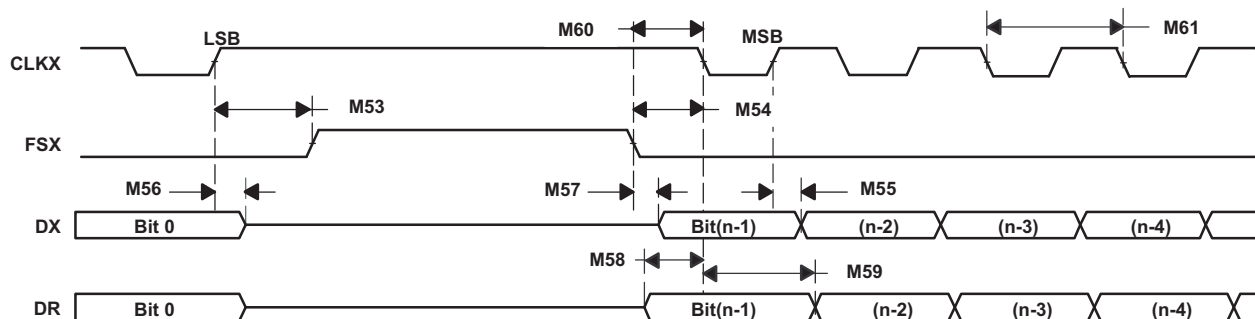 M60
LSB
MSB
M61
CLKX
M53
M54
FSX
M56
M57
M55
DX
Bit 0
Bit(n-1)
(n-2)
(n-3)
(n-4)
M58
M59
DR
Bit 0
Bit(n-1)
(n-2)
(n-3)
(n-4)